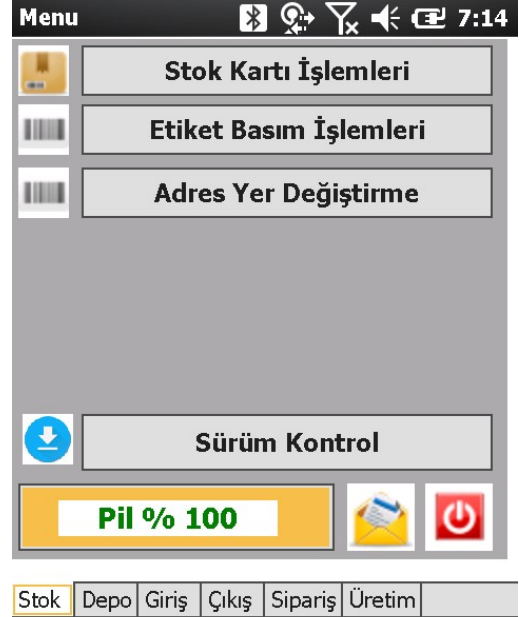 Menu 7:14
Stok Kartı İşlemleri
Etiket Basım İşlemleri
Adres Yer Değiştirme
Sürüm Kontrol
Pil % 100
Stok Depo Giriş Çıkış Sipariş Üretim